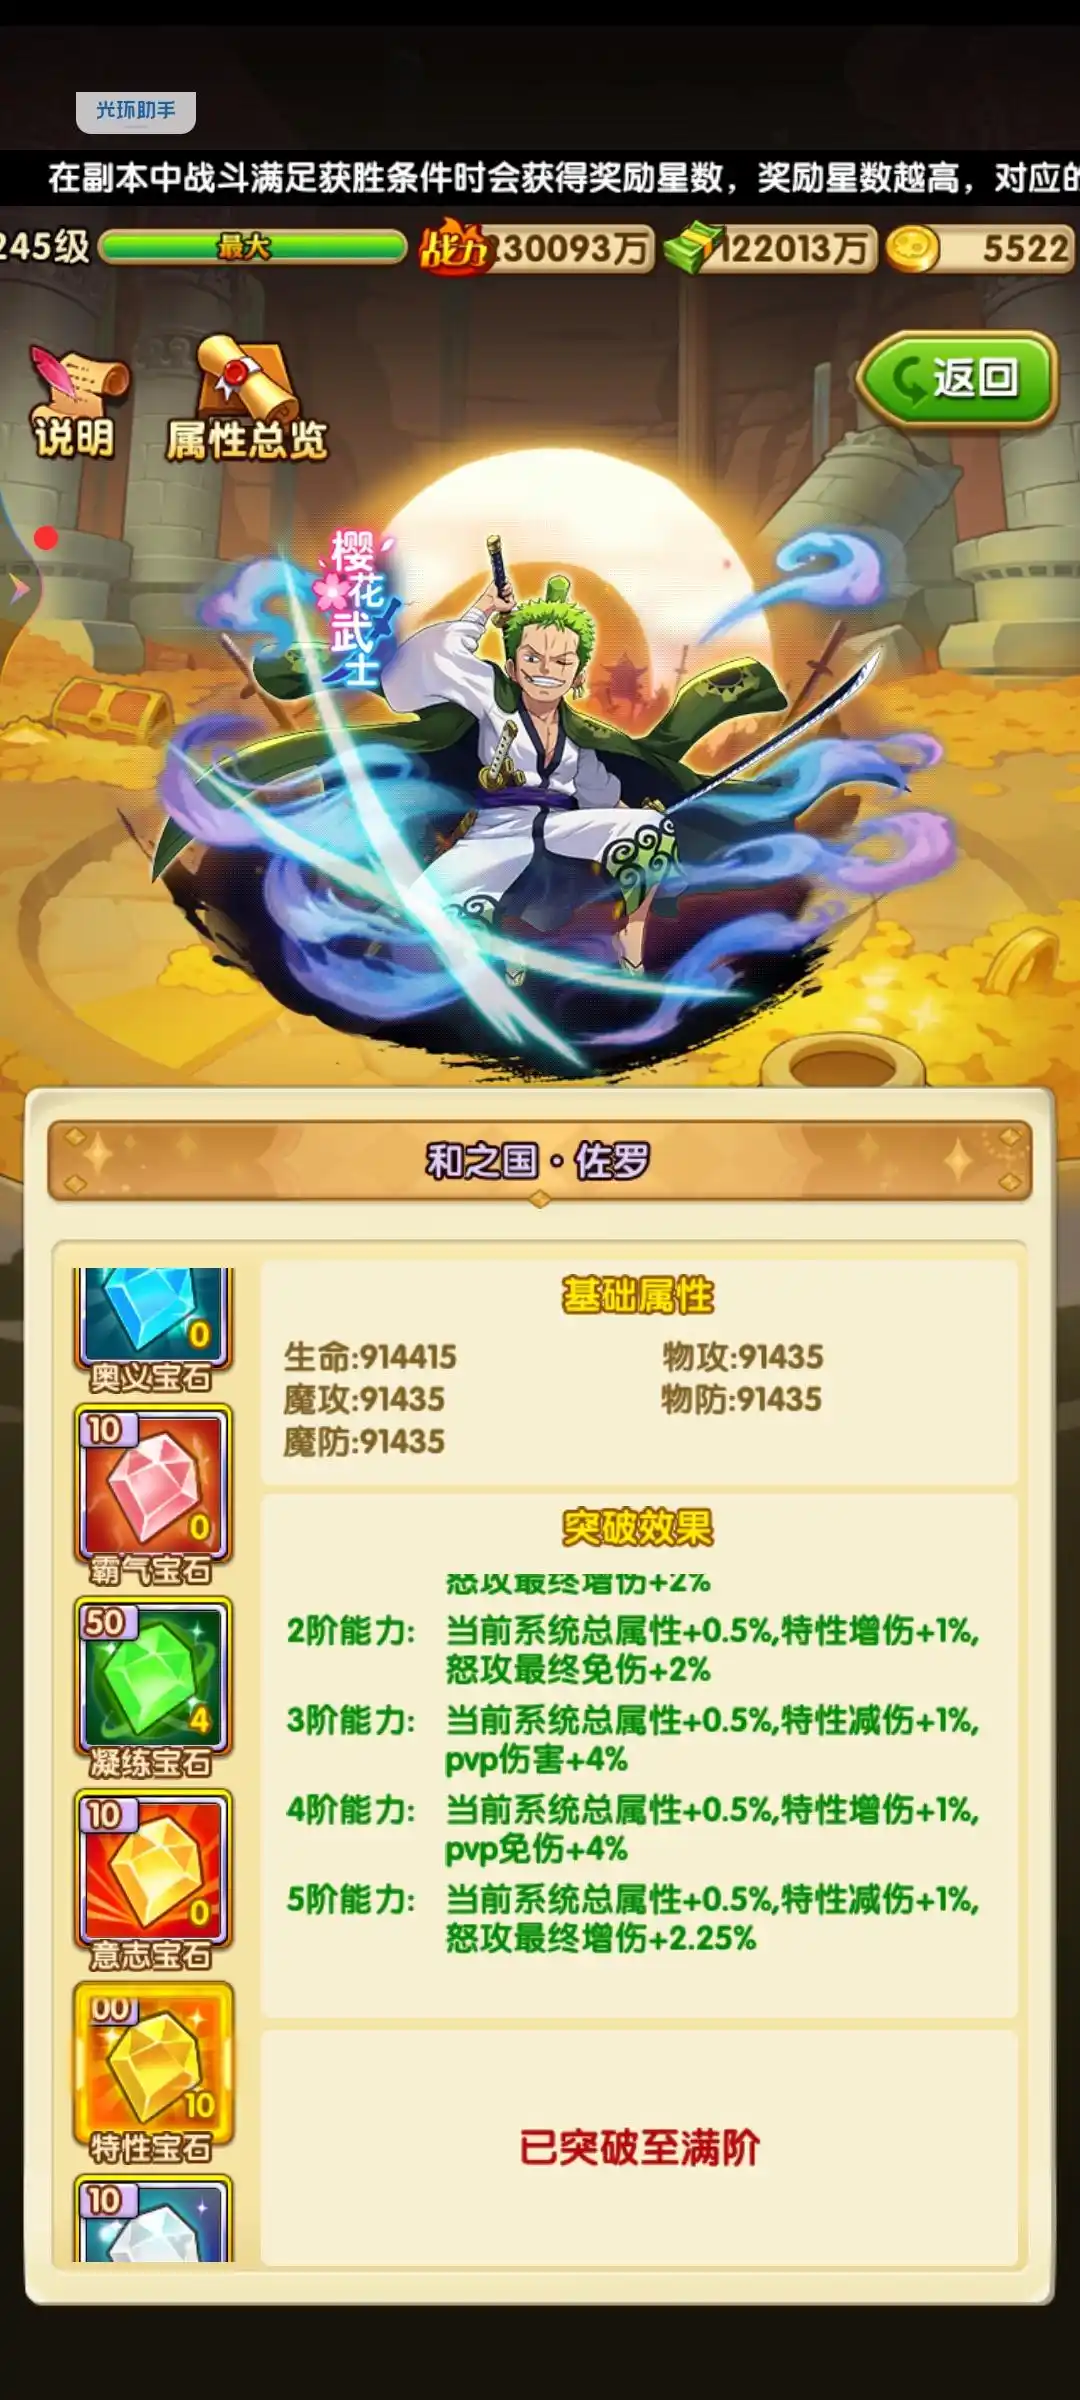 光环助手
在副本中战斗满足获胜条件时会获得奖励星数，奖励星数越高，对应的
245级
最大
战力
30093万
122013万
5522
说明
属性总览
返回
樱花武士
和之国·佐罗
0
奥义宝石
10
0
霸气宝石
50
4
凝练宝石
10
0
意志宝石
00
10
特性宝石
10
基础属性
生命:914415 物攻:91435
魔攻:91435 物防:91435
魔防:91435
突破效果
怒攻最终增伤+2%
2阶能力: 当前系统总属性+0.5%,特性增伤+1%,
怒攻最终免伤+2%
3阶能力: 当前系统总属性+0.5%,特性减伤+1%,
pvp伤害+4%
4阶能力: 当前系统总属性+0.5%,特性增伤+1%,
pvp免伤+4%
5阶能力: 当前系统总属性+0.5%,特性减伤+1%,
怒攻最终增伤+2.25%
已突破至满阶